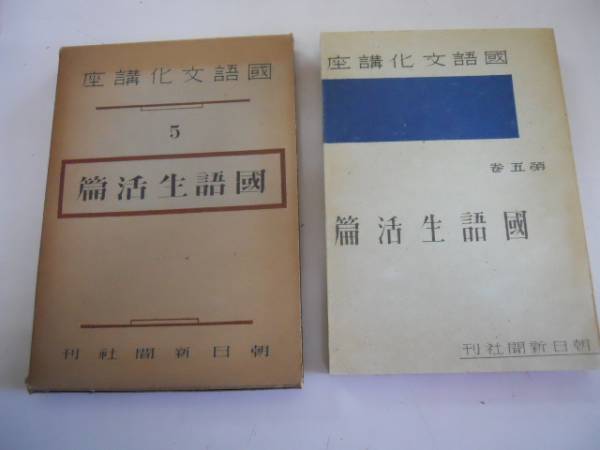 國語文化講座
5
國語生活篇
朝日新聞社刊
國語文化講座
第五卷
國語生活篇
朝日新聞社刊